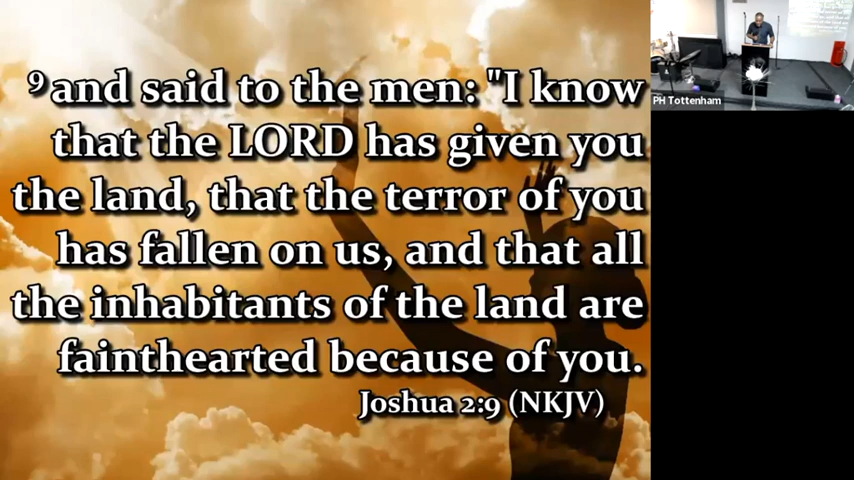 9 and said to the men: "I know
that the LORD has given you
the land, that the terror of you
has fallen on us, and that all
the inhabitants of the land are
fainthearted because of you.
Joshua 2:9 (NKJV)
PH Tottenham